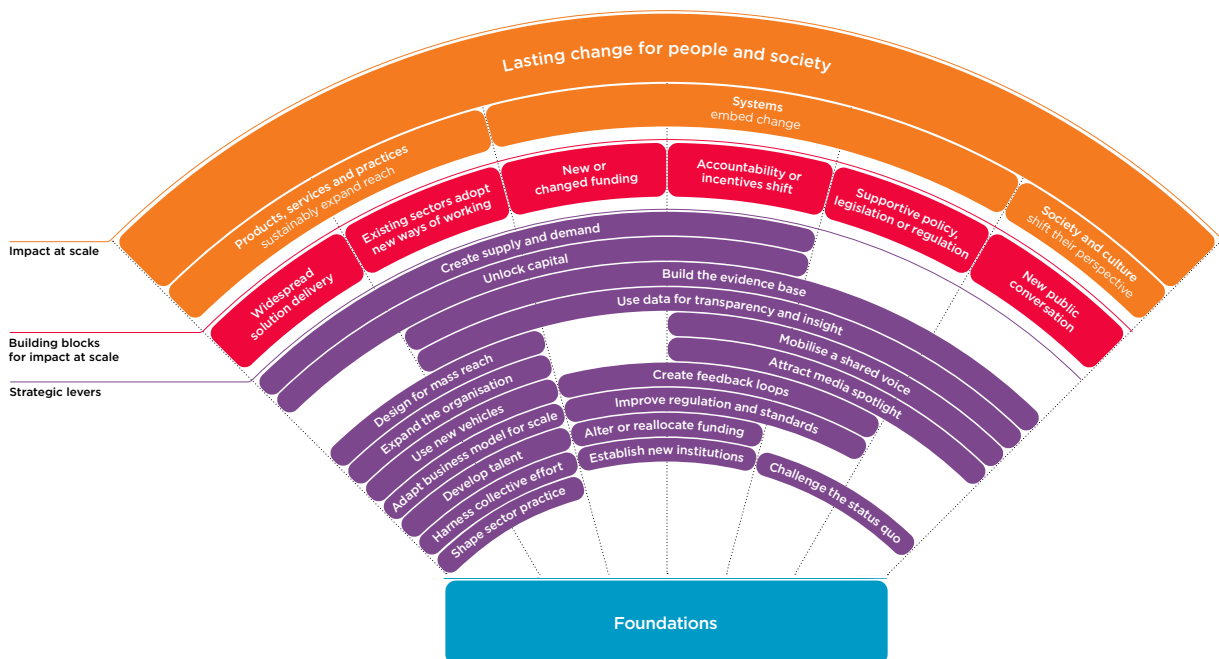 Lasting change for people and society
Systems
embed change
Products, services and practices
sustainably expand reach
Society and culture
shift their perspective
Impact at scale
Widespread
solution delivery
Existing sectors adopt
new ways of working
New or
changed funding
Accountability or
incentives shift
Supportive policy,
legislation or regulation
New public
conversation
Building blocks
for impact at scale
Strategic levers
Create supply and demand
Unlock capital
Build the evidence base
Use data for transparency and insight
Mobilise a shared voice
Attract media spotlight
Design for mass reach
Expand the organisation
Use new vehicles
Adapt business model for scale
Develop talent
Harness collective effort
Shape sector practice
Create feedback loops
Improve regulation and standards
Alter or reallocate funding
Establish new institutions
Challenge the status quo
Foundations